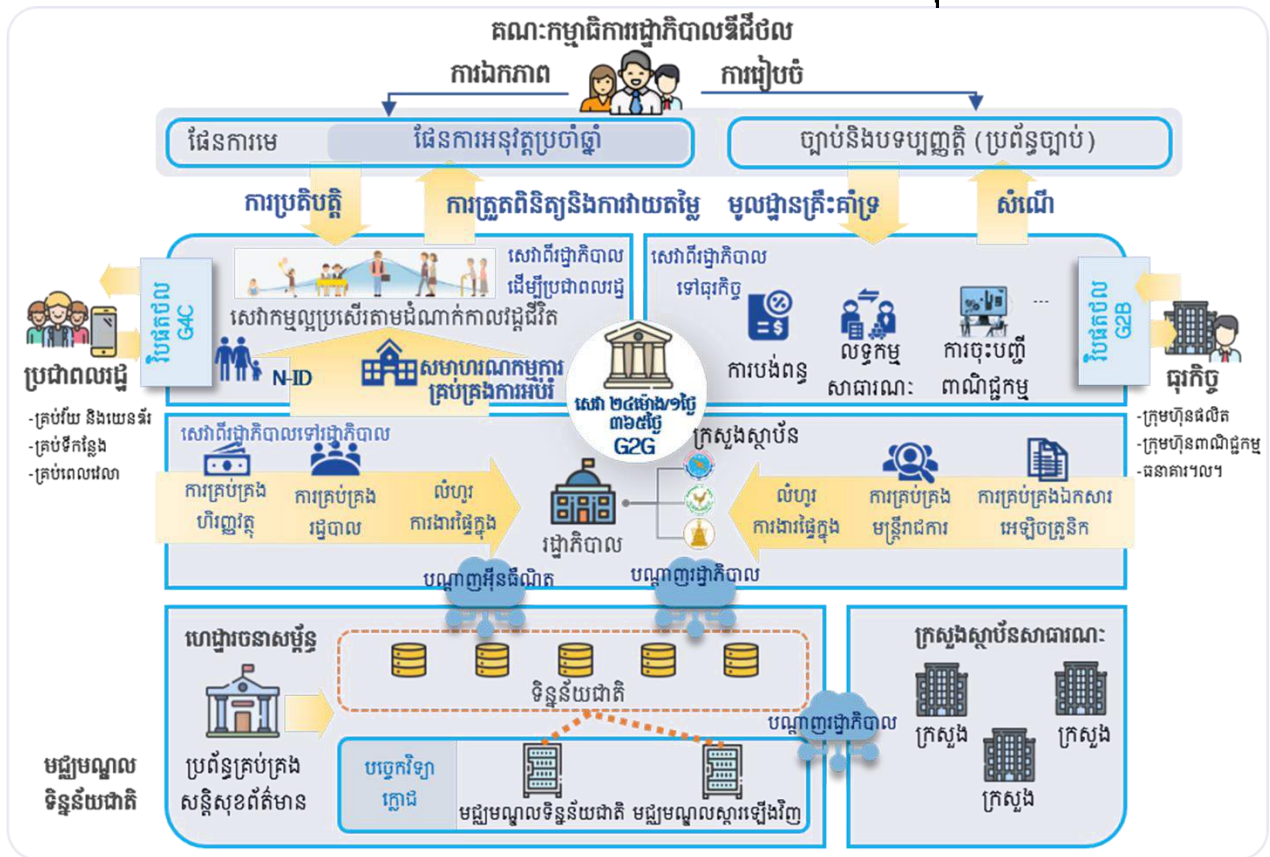 គណៈកម្មាធិការរដ្ឋាភិបាលឌីជីថល
ការឯកភាព
ការរៀបចំ
ផែនការមេ
ផែនការអនុវត្តប្រចាំឆ្នាំ
ច្បាប់និងបទប្បញ្ញត្តិ (ប្រព័ន្ធច្បាប់)
ការប្រតិបត្តិ
ការត្រួតពិនិត្យនិងការវាយតម្លៃ
មូលដ្ឋានគ្រឹះគាំទ្រ
សំណើ
សេវាពីរដ្ឋាភិបាល
ដើម្បីប្រជាពលរដ្ឋ
សេវាកម្មល្អប្រសើរតាមដំណាក់កាលវដ្តជីវិត
N-ID
សមាហរណកម្មការ
គ្រប់គ្រងការអប់រំ
វិបផតថល
G4C
ប្រជាពលរដ្ឋ
-គ្រប់វ័យ និងយេនឌ័រ
-គ្រប់ទីកន្លែង
-គ្រប់ពេលវេលា
សេវាពីរដ្ឋាភិបាល
ទៅធុរកិច្ច
ការបង់ពន្ធ
លទ្ធកម្ម
សាធារណៈ
ការចុះបញ្ជី
ពាណិជ្ជកម្ម
...
វិបផតថល
G2B
ធុរកិច្ច
-ក្រុមហ៊ុនផលិត
-ក្រុមហ៊ុនពាណិជ្ជកម្ម
-ធនាគារ។ល។
សេវា ២៤ម៉ោង/១ថ្ងៃ
៣៦៥ថ្ងៃ
G2G
សេវាពីរដ្ឋាភិបាលទៅរដ្ឋាភិបាល
ការគ្រប់គ្រង
ហិរញ្ញវត្ថុ
ការគ្រប់គ្រង
រដ្ឋបាល
លំហូរ
ការងារផ្ទៃក្នុង
រដ្ឋាភិបាល
ក្រសួងស្ថាប័ន
លំហូរ
ការងារផ្ទៃក្នុង
ការគ្រប់គ្រង
មន្ត្រីរាជការ
ការគ្រប់គ្រងឯកសារ
អេឡិចត្រូនិក
បណ្តាញអ៊ីនធឺណិត
បណ្តាញរដ្ឋាភិបាល
ហេដ្ឋារចនាសម្ព័ន្ធ
ទិន្នន័យជាតិ
ប្រព័ន្ធគ្រប់គ្រង
សន្តិសុខព័ត៌មាន
បច្ចេកវិទ្យា
ក្លោដ
មជ្ឈមណ្ឌលទិន្នន័យជាតិ
មជ្ឈមណ្ឌលស្តារឡើងវិញ
មជ្ឈមណ្ឌល
ទិន្នន័យជាតិ
បណ្តាញរដ្ឋាភិបាល
ក្រសួងស្ថាប័នសាធារណៈ
ក្រសួង
ក្រសួង
ក្រសួង